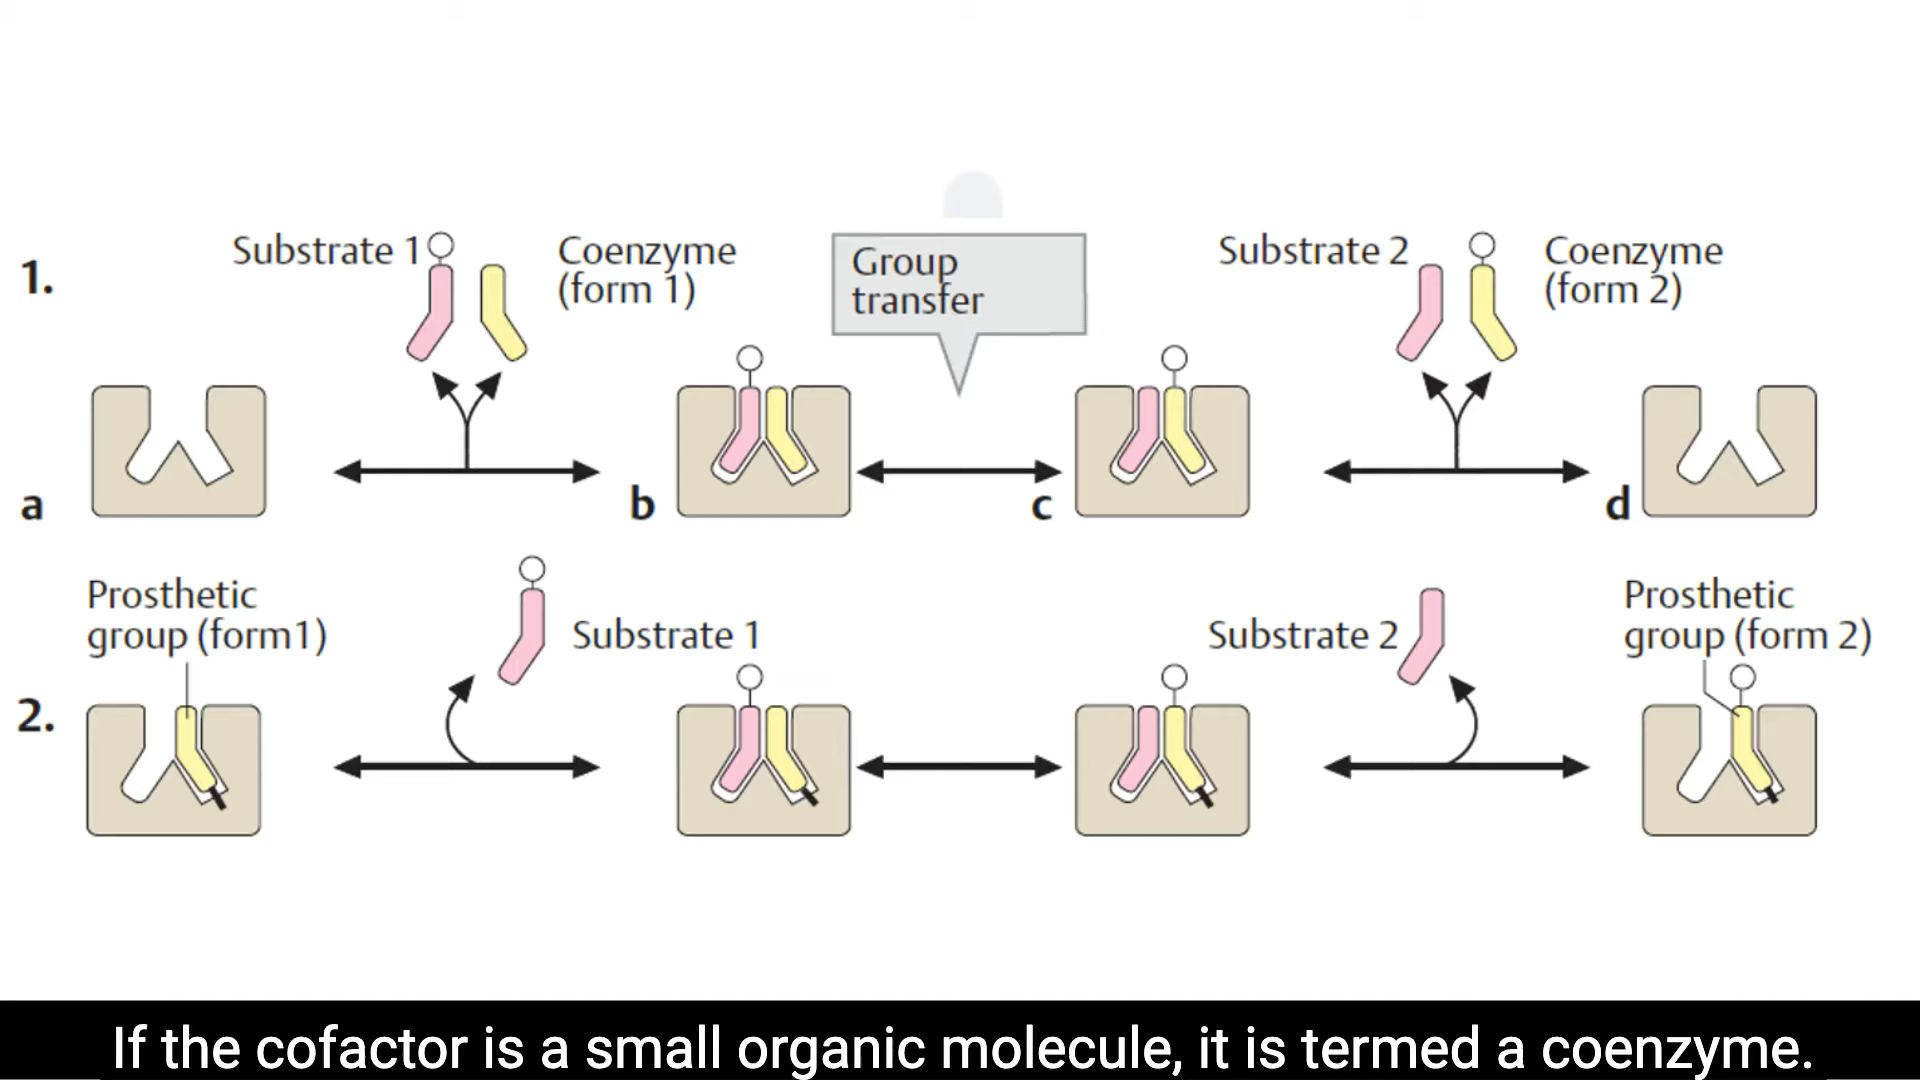 1.
Substrate 1
Coenzyme
(form 1)
Group
transfer
Substrate 2
Coenzyme
(form 2)
a
b
c
d
Prosthetic
group (form1)
Substrate 1
Substrate 2
Prosthetic
group (form 2)
2.
If the cofactor is a small organic molecule, it is termed a coenzyme.